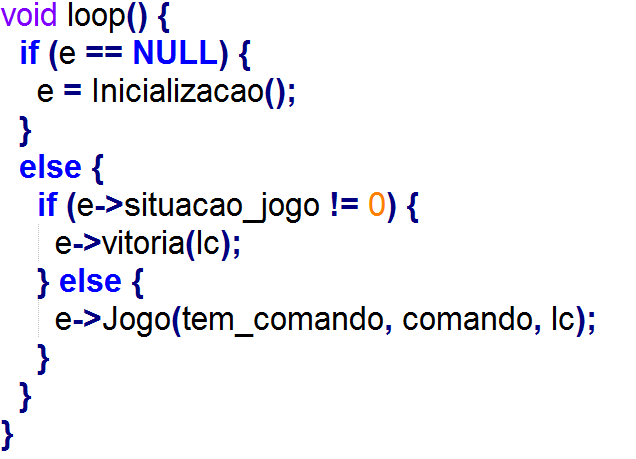 void loop() {
if (e == NULL) {
e = Inicializacao();
}
else {
if (e->situacao_jogo != 0) {
e->vitoria(lc);
} else {
e->Jogo(tem_comando, comando, lc);
}
}
}